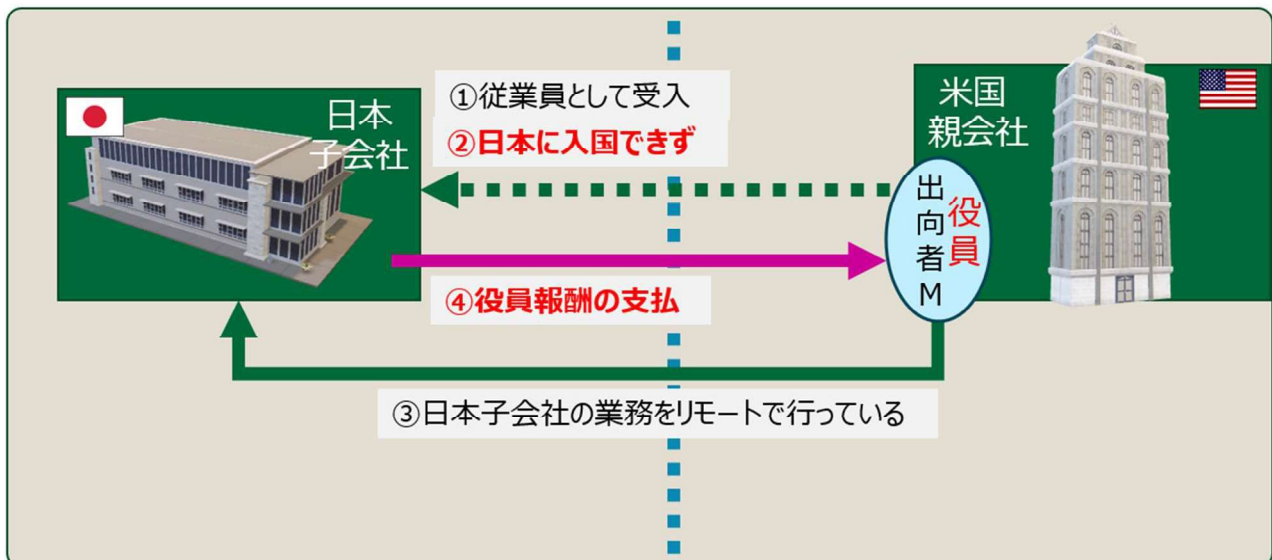 日本
子会社
①従業員として受入
②日本に入国できず
米国
親会社
役員
出向者M
④役員報酬の支払
③日本子会社の業務をリモートで行っている